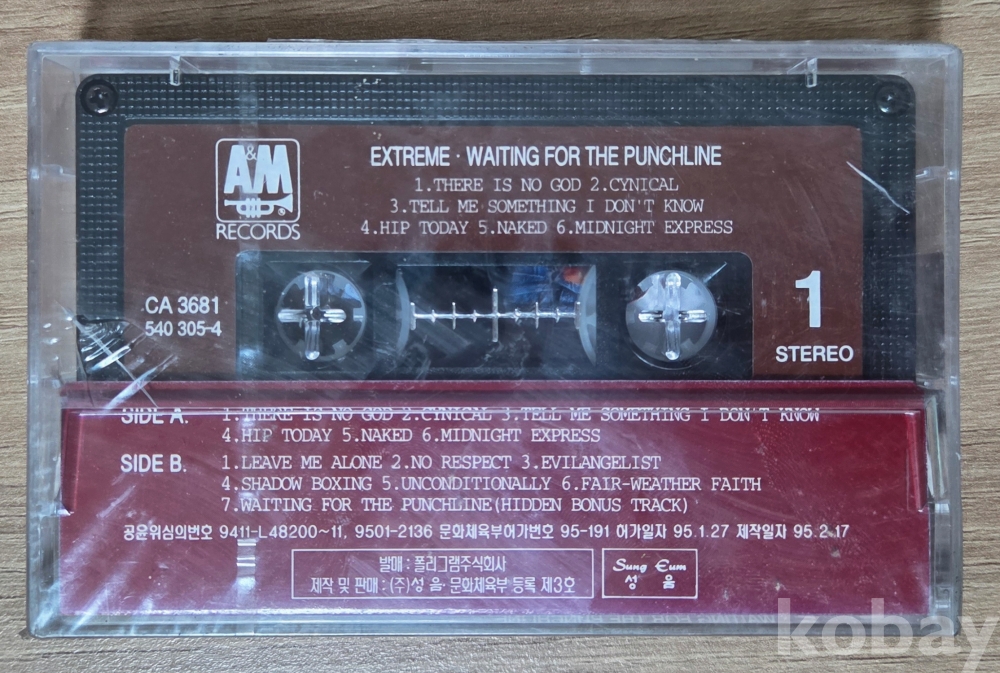 A&M
RECORDS
EXTREME · WAITING FOR THE PUNCHLINE
1.THERE IS NO GOD 2.CYNICAL
3.TELL ME SOMETHING I DON'T KNOW
4.HIP TODAY 5.NAKED 6.MIDNIGHT EXPRESS
CA 3681
540 305-4
1
STEREO
SIDE A. 1.THERE IS NO GOD 2.CYNICAL 3.TELL ME SOMETHING I DON'T KNOW
4.HIP TODAY 5.NAKED 6.MIDNIGHT EXPRESS
SIDE B. 1.LEAVE ME ALONE 2.NO RESPECT 3.EVILANGELIST
4.SHADOW BOXING 5.UNCONDITIONALLY 6.FAIR-WEATHER FAITH
7.WAITING FOR THE PUNCHLINE(HIDDEN BONUS TRACK)
공윤위심의번호 9411-L48200~11, 9501-2136 문화체육부허가번호 95-191 허가일자 95.1.27 제작일자 95.2.17
발매 : 폴리그램주식회사
제작 및 판매 : (주)성 음·문화체육부 등록 제3호
Sung Eum
성 음
kobay